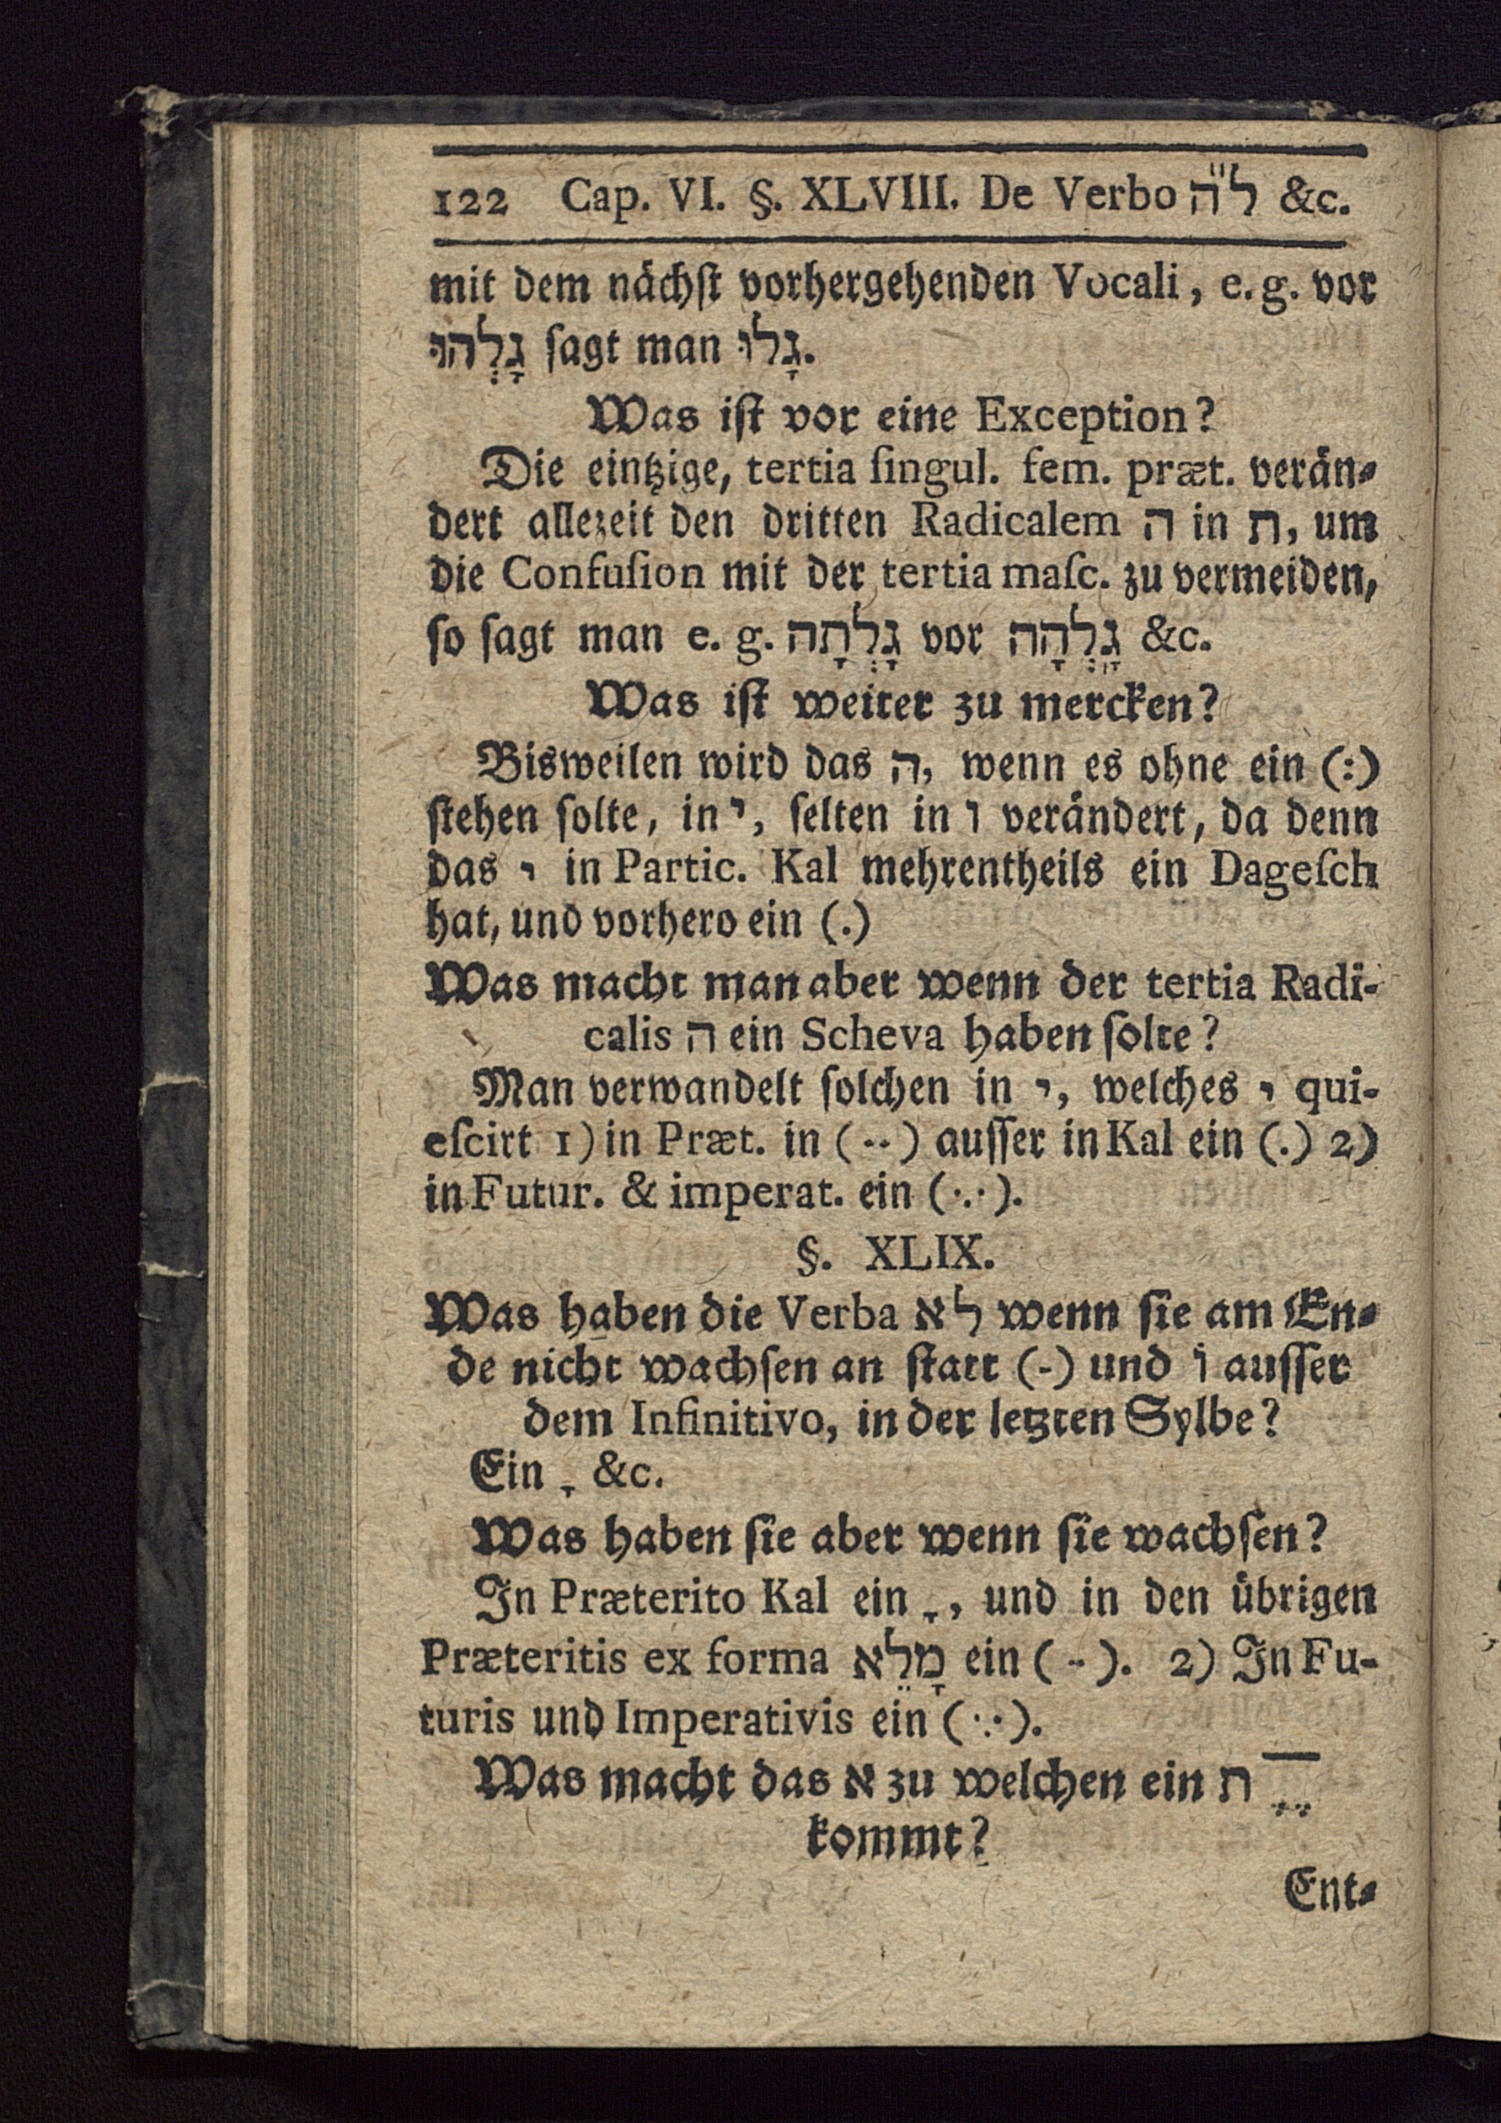 122 Cap. VI. §. XLVIII. De Verbo ל״ה &c.
mit dem nächſt vorhergehenden Vocali, e. g. vor
גָלְהוּ ſagt man גָלוּ.
Was iſt vor eine Exception?
Die eintzige, tertia ſingul. fem. præt. verän-
dert allezeit den dritten Radicalem ה in ת, um
die Confuſion mit der tertia maſc. zu vermeiden,
ſo ſagt man e. g. גָלְתָה vor גָלְהָה &c.
Was iſt weiter zu mercken?
Bisweilen wird das ה, wenn es ohne ein (:)
ſtehen ſolte, in י, ſelten in ו verändert, da denn
das י in Partic. Kal mehrentheils ein Dageſch
hat, und vorhero ein (.)
Was macht man aber wenn der tertia Radi-
calis ה ein Scheva haben ſolte?
Man verwandelt ſolchen in י, welches י qui-
eſcirt 1) in Præt. in (··) auſſer in Kal ein (.) 2)
in Futur. & imperat. ein (·.·).
§. XLIX.
Was haben die Verba לא wenn ſie am En-
de nicht wachſen an ſtatt (-) und וֹ auſſer
dem Infinitivo, in der letzten Sylbe?
Ein ָ &c.
Was haben ſie aber wenn ſie wachſen?
In Præterito Kal ein ָ, und in den übrigen
Præteritis ex forma מָלֵא ein (··). 2) In Fu-
turis und Imperativis ein (·.·).
Was macht das א zu welchen ein ת ֶֿ
kommt?
Ent-